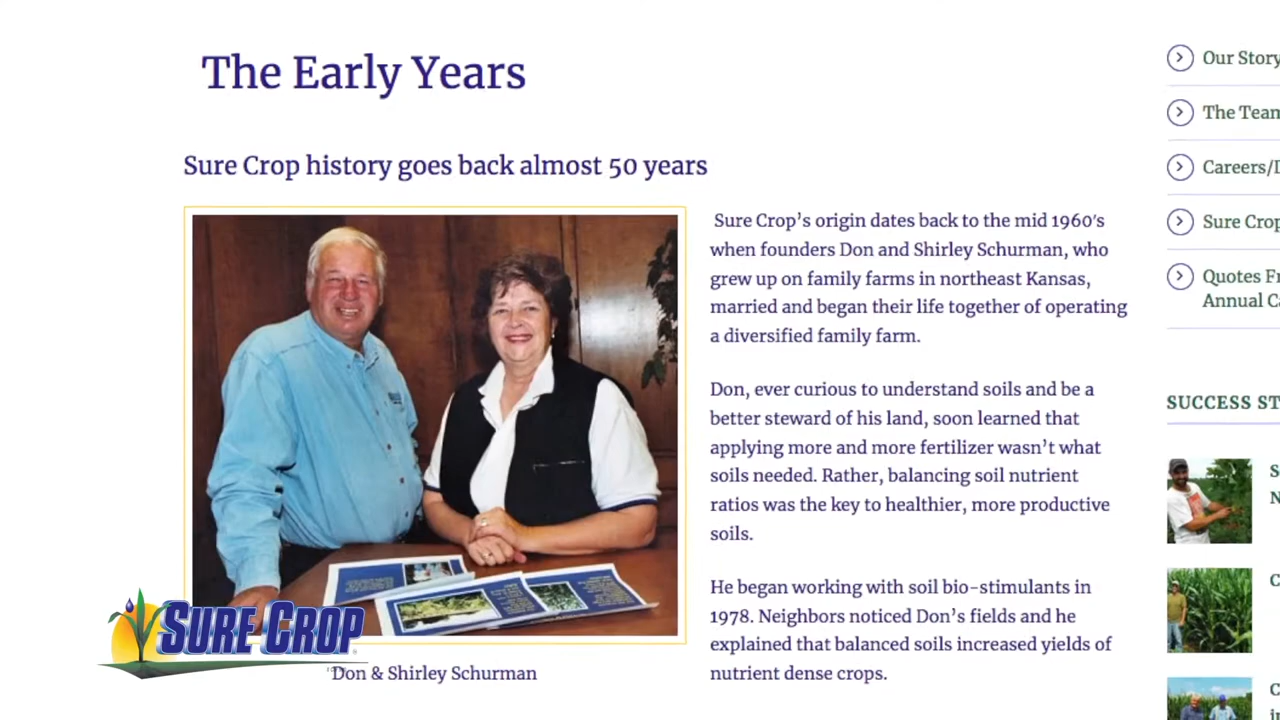 The Early Years
Sure Crop history goes back almost 50 years
Sure Crop’s origin dates back to the mid 1960’s
when founders Don and Shirley Schurman, who
grew up on family farms in northeast Kansas,
married and began their life together of operating
a diversified family farm.
Don, ever curious to understand soils and be a
better steward of his land, soon learned that
applying more and more fertilizer wasn’t what
soils needed. Rather, balancing soil nutrient
ratios was the key to healthier, more productive
soils.
He began working with soil bio-stimulants in
1978. Neighbors noticed Don’s fields and he
explained that balanced soils increased yields of
nutrient dense crops.
SURE CROP
Don & Shirley Schurman
Our Story
The Team
Careers/
Sure Crop
Quotes
Annual
SUCCESS